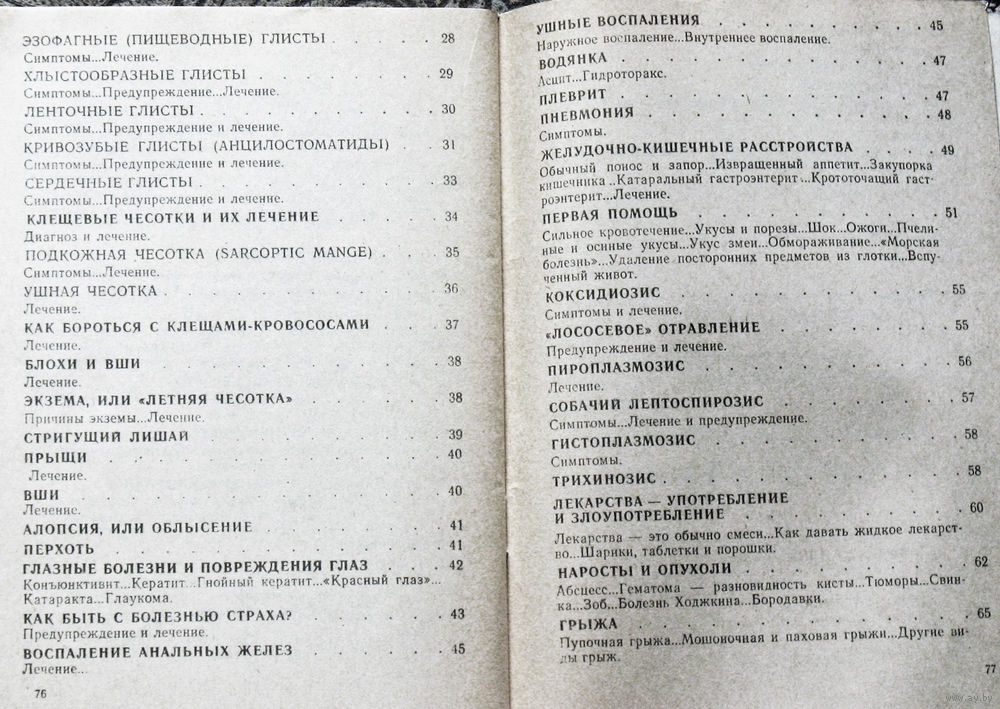 ЭЗОФАГНЫЕ (ПИЩЕВОДНЫЕ) ГЛИСТЫ . . . . . 28
Симптомы...Лечение.
ХЛЫСТООБРАЗНЫЕ ГЛИСТЫ . . . . . . . 29
Симптомы...Предупреждение...Лечение.
ЛЕНТОЧНЫЕ ГЛИСТЫ . . . . . . . . . 30
Симптомы...Предупреждение и лечение.
КРИВОЗУБЫЕ ГЛИСТЫ (АНЦИЛОСТОМАТИДЫ) . . 31
Симптомы...Предупреждение и лечение.
СЕРДЕЧНЫЕ ГЛИСТЫ . . . . . . . . . 33
Симптомы...Предупреждение и лечение.
КЛЕЩЕВЫЕ ЧЕСОТКИ И ИХ ЛЕЧЕНИЕ . . . . 34
Диагноз и лечение.
ПОДКОЖНАЯ ЧЕСОТКА (SARCOPTIC MANGE) . . . 35
Симптомы...Лечение.
УШНАЯ ЧЕСОТКА . . . . . . . . . . 36
Лечение.
КАК БОРОТЬСЯ С КЛЕЩАМИ-КРОВОСОСАМИ . . . 37
Лечение.
БЛОХИ И ВШИ . . . . . . . . . . 38
Лечение.
ЭКЗЕМА, ИЛИ «ЛЕТНЯЯ ЧЕСОТКА» . . . . . 38
Причины экземы...Лечение.
СТРИГУЩИЙ ЛИШАЙ . . . . . . . . . 39
ПРЫЩИ . . . . . . . . . . . . 40
Лечение.
ВШИ . . . . . . . . . . . . . 40
Лечение.
АЛОПСИЯ, ИЛИ ОБЛЫСЕНИЕ . . . . . . . 41
ПЕРХОТЬ . . . . . . . . . . . . 41
ГЛАЗНЫЕ БОЛЕЗНИ И ПОВРЕЖДЕНИЯ ГЛАЗ . . . 42
Конъюнктивит...Кератит...Гнойный кератит...«Красный глаз»...
Катаракта...Глаукома.
КАК БЫТЬ С БОЛЕЗНЬЮ СТРАХА? . . . . . 43
Предупреждение и лечение.
ВОСПАЛЕНИЕ АНАЛЬНЫХ ЖЕЛЕЗ . . . . . 45
Лечение...
76
УШНЫЕ ВОСПАЛЕНИЯ . . . . . . . . 45
Наружное воспаление...Внутреннее воспаление.
ВОДЯНКА . . . . . . . . . . . 47
Асцит...Гидроторакс.
ПЛЕВРИТ . . . . . . . . . . . 47
ПНЕВМОНИЯ . . . . . . . . . . 48
Симптомы.
ЖЕЛУДОЧНО-КИШЕЧНЫЕ РАССТРОЙСТВА . . . . 49
Обычный понос и запор...Извращенный аппетит...Закупорка
кишечника...Катаральный гастроэнтерит...Крототочащий гаст-
роэнтерит...Лечение.
ПЕРВАЯ ПОМОЩЬ . . . . . . . . . 51
Сильное кровотечение...Укусы и порезы...Шок...Ожоги...Пчели-
ные и осиные укусы...Укус змеи...Обмораживание...«Морская
болезнь»...Удаление посторонних предметов из глотки...Вспу-
ченный живот.
КОКСИДИОЗИС . . . . . . . . . . 55
Симптомы и лечение.
«ЛОСОСЕВОЕ» ОТРАВЛЕНИЕ . . . . . . . 55
Предупреждение и лечение.
ПИРОПЛАЗМОЗИС . . . . . . . . . 56
Лечение.
СОБАЧИЙ ЛЕПТОСПИРОЗИС . . . . . . . 57
Симптомы...Лечение и предупреждение.
ГИСТОПЛАЗМОЗИС . . . . . . . . . 58
Симптомы.
ТРИХИНОЗИС . . . . . . . . . . . 58
ЛЕКАРСТВА — УПОТРЕБЛЕНИЕ
И ЗЛОУПОТРЕБЛЕНИЕ . . . . . . . . 60
Лекарства — это обычно смеси...Как давать жидкое лекарст-
во...Шарики, таблетки и порошки.
НАРОСТЫ И ОПУХОЛИ . . . . . . . . 62
Абсцесс...Гематома — разновидность кисты...Тюморы...Свин-
ка...Зоб...Болезнь Ходжкина...Бородавки.
ГРЫЖА . . . . . . . . . . . . 65
Пупочная грыжа...Мошоночная и паховая грыжи...Другие ви-
ды грыж.
77
www.ay.by